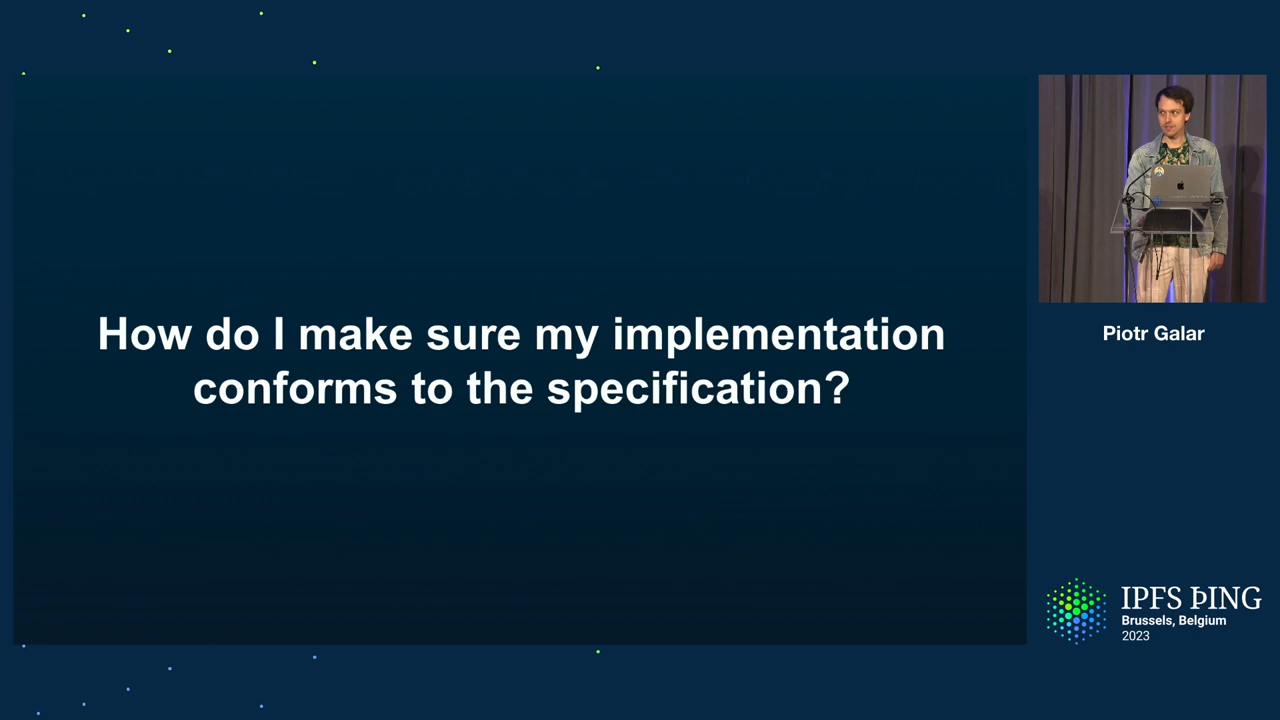 How do I make sure my implementation
conforms to the specification?
Piotr Galar
IPFS ÞING
Brussels, Belgium
2023